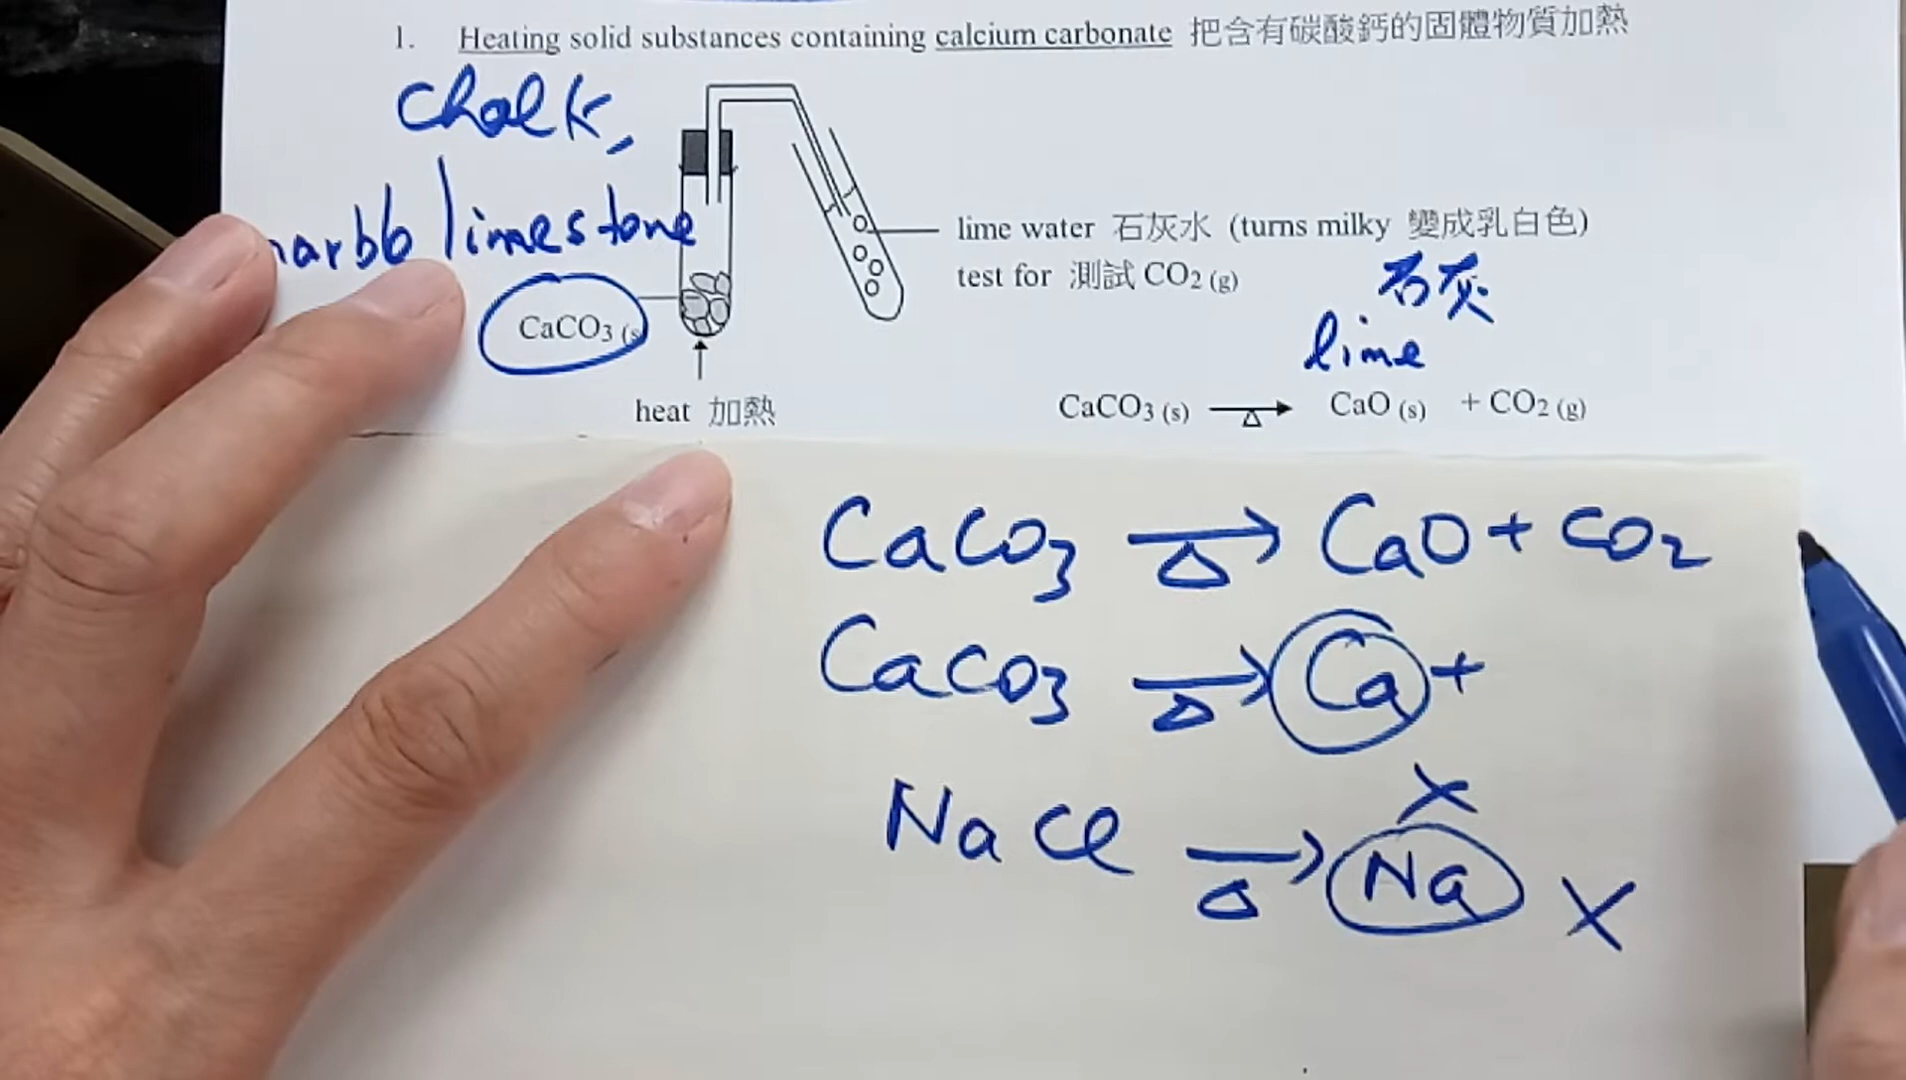 1. Heating solid substances containing calcium carbonate 把含有碳酸鈣的固體物質加熱
Chalk,
limestone
lime water 石灰水 (turns milky 變成乳白色)
test for 測試 CO2 (g)
石灰
lime
CaCO3 (s
heat 加熱
CaCO3 (s) → Δ CaO (s) + CO2 (g)
CaCO3 → Δ CaO + CO2
CaCO3 → Δ Ca +
X
NaCl → Δ Na X